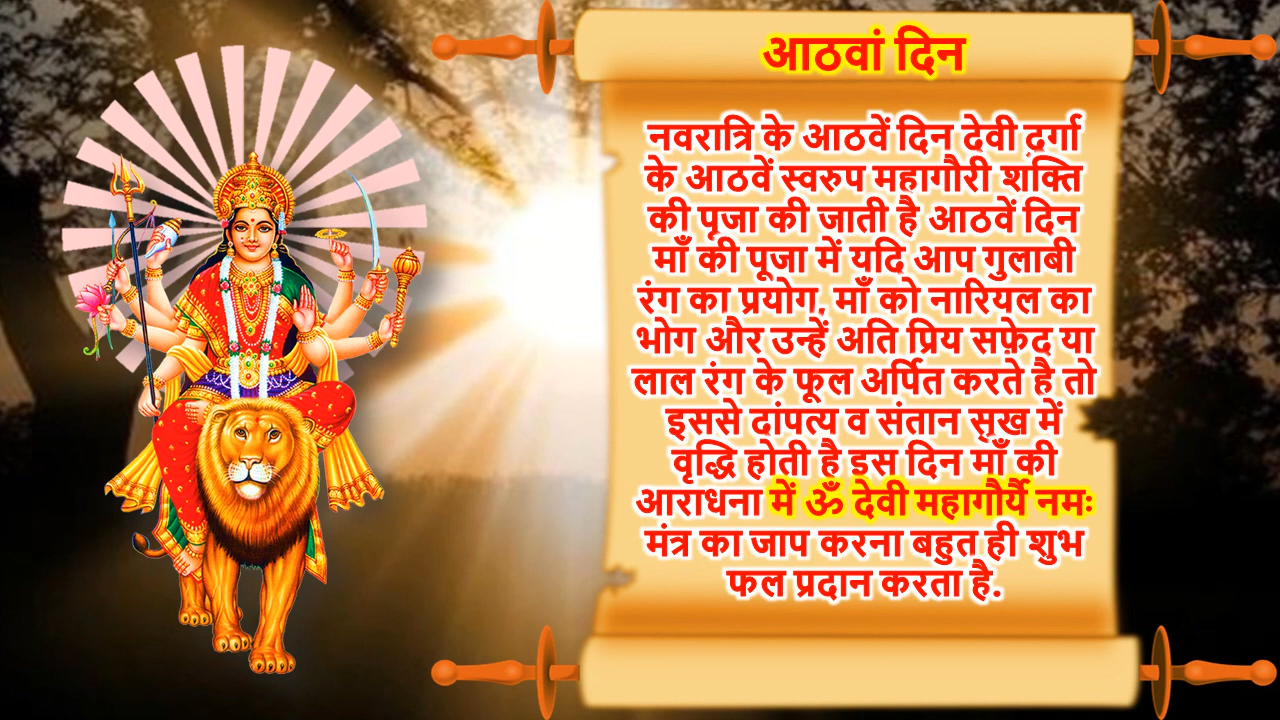 आठवां दिन
नवरात्रि के आठवें दिन देवी दुर्गा
के आठवें स्वरुप महागौरी शक्ति
की पूजा की जाती है आठवें दिन
माँ की पूजा में यदि आप गुलाबी
रंग का प्रयोग, माँ को नारियल का
भोग और उन्हें अति प्रिय सफ़ेद या
लाल रंग के फूल अर्पित करते है तो
इससे दांपत्य व संतान सुख में
वृद्धि होती है इस दिन माँ की
आराधना में ॐ देवी महागौर्यै नमः
मंत्र का जाप करना बहुत ही शुभ
फल प्रदान करता है.